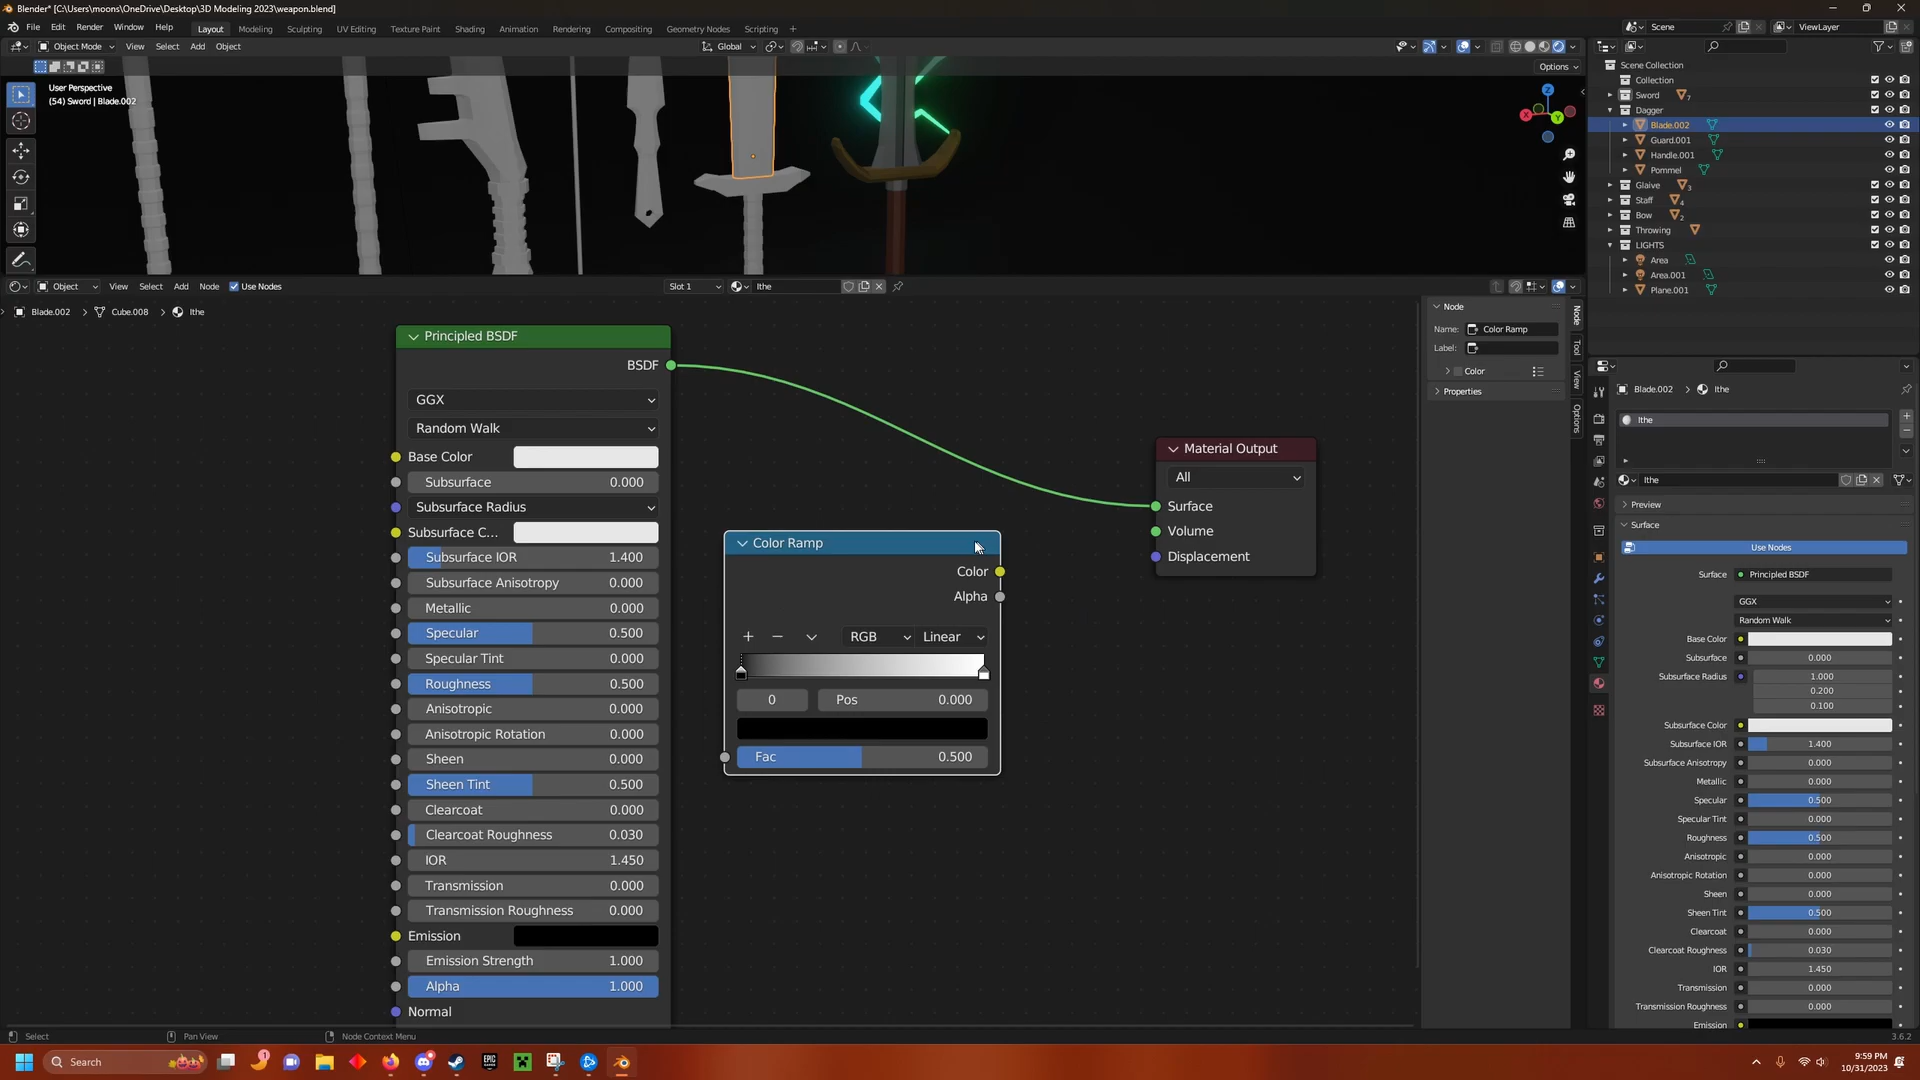 Blender* [C:\Users\moons\OneDrive\Desktop\3D Modeling 2023\weapon.blend]
File Edit Render Window Help
Layout Modeling Sculpting UV Editing Texture Paint Shading Animation Rendering Compositing Geometry Nodes Scripting +
Scene
ViewLayer
Object Mode View Select Add Object
Global
Options
User Perspective
(54) Sword | Blade.002
Z
X
Y
Scene Collection
Collection
Sword 7
Dagger
Blade.002
Guard.001
Handle.001
Pommel
Glaive 3
Staff 4
Bow 2
Throwing
LIGHTS
Area
Area.001
Plane.001
Object View Select Add Node Use Nodes
Slot 1
Ithe
Blade.002 > Cube.008 > Ithe
Principled BSDF
BSDF
GGX
Random Walk
Base Color
Subsurface 0.000
Subsurface Radius
Subsurface C...
Subsurface IOR 1.400
Subsurface Anisotropy 0.000
Metallic 0.000
Specular 0.500
Specular Tint 0.000
Roughness 0.500
Anisotropic 0.000
Anisotropic Rotation 0.000
Sheen 0.000
Sheen Tint 0.500
Clearcoat 0.000
Clearcoat Roughness 0.030
IOR 1.450
Transmission 0.000
Transmission Roughness 0.000
Emission
Emission Strength 1.000
Alpha 1.000
Normal
Color Ramp
Color
Alpha
RGB Linear
0 Pos 0.000
Fac 0.500
Material Output
All
Surface
Volume
Displacement
Node
Name: Color Ramp
Label:
Color
Properties
Node
Tool
View
Options
Blade.002 > Ithe
Ithe
Ithe
Preview
Surface
Use Nodes
Surface Principled BSDF
GGX
Random Walk
Base Color
Subsurface 0.000
Subsurface Radius 1.000
0.200
0.100
Subsurface Color
Subsurface IOR 1.400
Subsurface Anisotropy 0.000
Metallic 0.000
Specular 0.500
Specular Tint 0.000
Roughness 0.500
Anisotropic 0.000
Anisotropic Rotation 0.000
Sheen 0.000
Sheen Tint 0.500
Clearcoat 0.000
Clearcoat Roughness 0.030
IOR 1.450
Transmission 0.000
Transmission Roughness 0.000
Emission
Select
Pan View
Node Context Menu
3.6.2
Search
1
EPIC GAMES
9:59 PM
10/31/2023